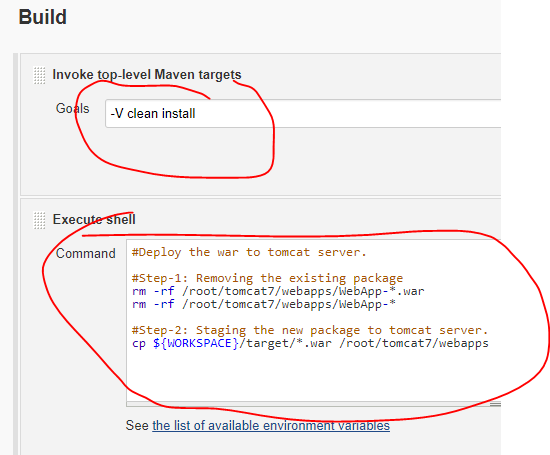 Build
Invoke top-level Maven targets
Goals
-V clean install
Execute shell
Command
#Deploy the war to tomcat server.
#Step-1: Removing the existing package
rm -rf /root/tomcat7/webapps/WebApp-*.war
rm -rf /root/tomcat7/webapps/WebApp-*
#Step-2: Staging the new package to tomcat server.
cp ${WORKSPACE}/target/*.war /root/tomcat7/webapps
See the list of available environment variables